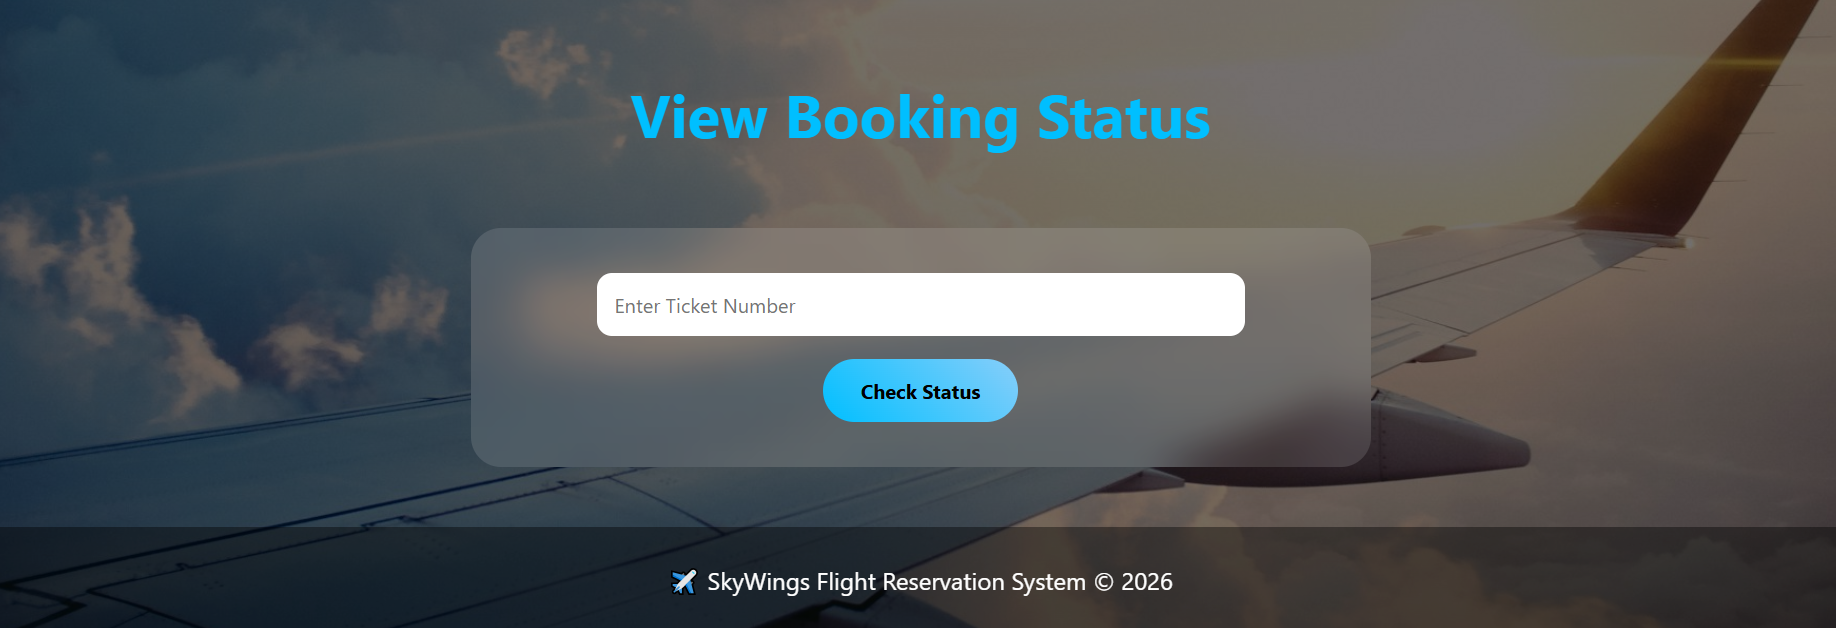 View Booking Status
Enter Ticket Number
Check Status
✈️ SkyWings Flight Reservation System © 2026